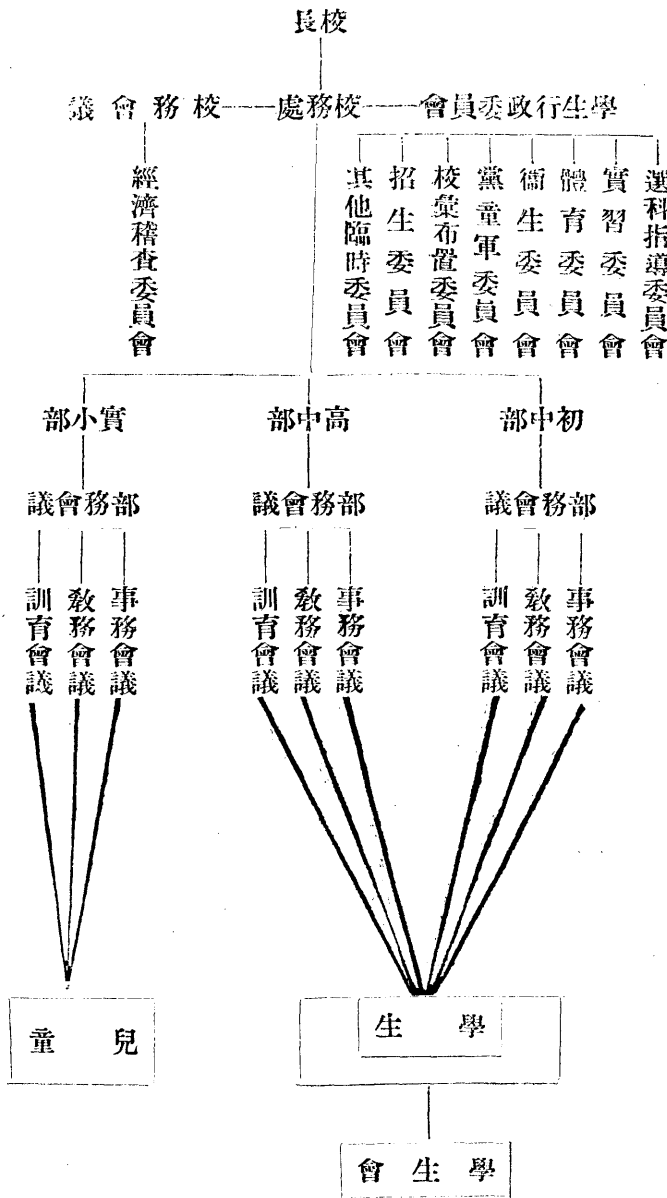 校長
學生行政委員會
校務處
校務會議
選科指導委員會
實習委員會
體育委員會
衞生委員會
黨童軍委員會
校彙布置委員會
招生委員會
其他臨時委員會
經濟稽查委員會
初中部
高中部
實小部
部務會議
部務會議
部務會議
事務會議
教務會議
訓育會議
事務會議
教務會議
訓育會議
事務會議
教務會議
訓育會議
學生
兒童
學生會